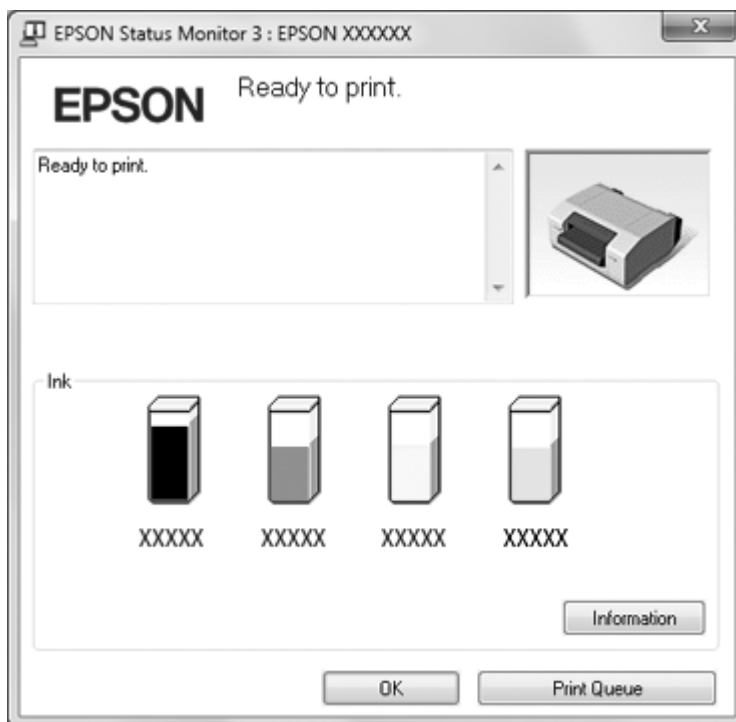 EPSON Status Monitor 3 : EPSON XXXXXX
EPSON
Ready to print.
Ready to print.
Ink
XXXXX XXXXX XXXXX XXXXX
Information
OK
Print Queue